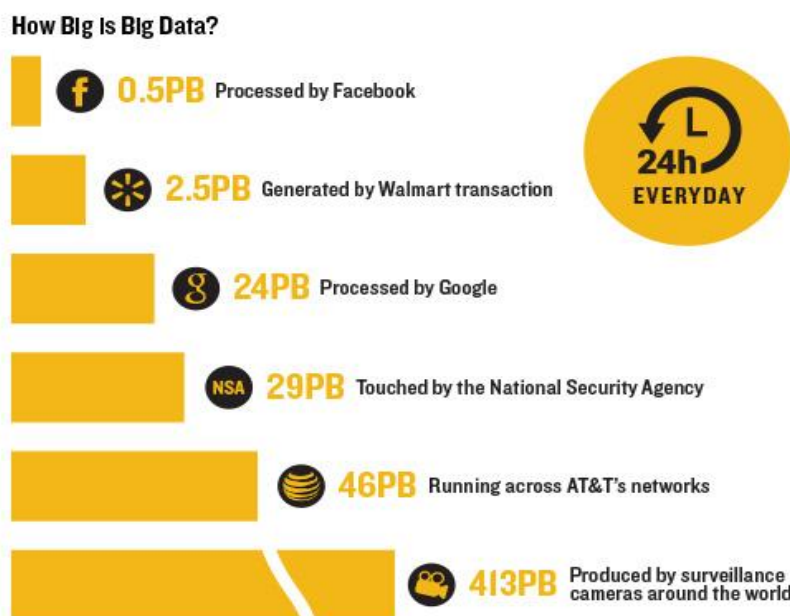 How Big is Big Data?
f 0.5PB Processed by Facebook
24h
EVERYDAY
2.5PB Generated by Walmart transaction
g 24PB Processed by Google
NSA 29PB Touched by the National Security Agency
46PB Running across AT&T's networks
413PB Produced by surveillance
cameras around the world